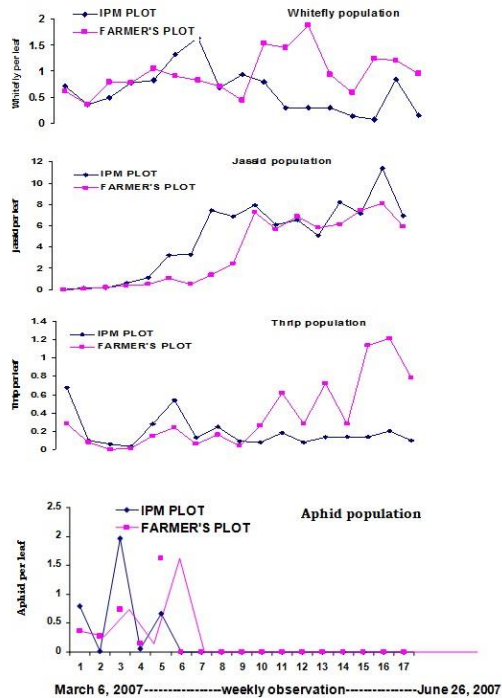 IPM PLOT
FARMER'S PLOT
Whitefly population
Whitefly per leaf
2
1.5
1
0.5
0
IPM PLOT
FARMER'S PLOT
Jassid population
Jassid per leaf
12
10
8
6
4
2
0
IPM PLOT
FARMER'S PLOT
Thrip population
Thrip per leaf
1.4
1.2
1
0.8
0.6
0.4
0.2
0
IPM PLOT
FARMER'S PLOT
Aphid population
Aphid per leaf
2.5
2
1.5
1
0.5
0
1 2 3 4 5 6 7 8 9 10 11 12 13 14 15 16 17
March 6, 2007----------------weekly observation----------------June 26, 2007